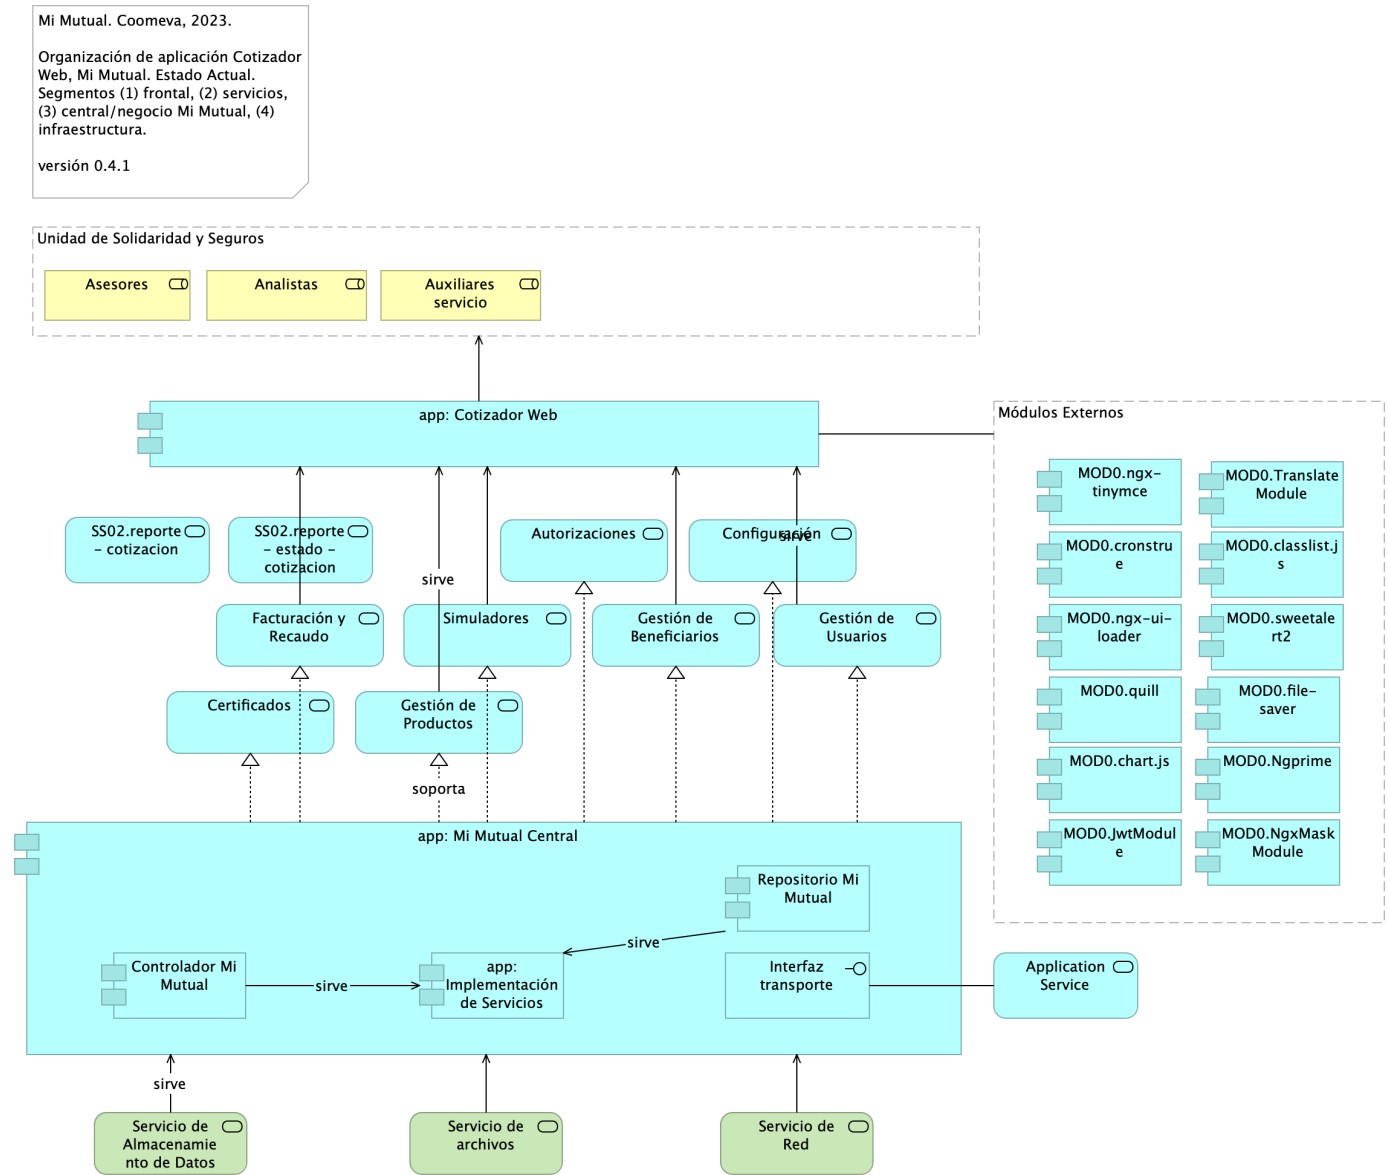 Mi Mutual. Coomeva, 2023.
Organización de aplicación Cotizador
Web, Mi Mutual. Estado Actual.
Segmentos (1) frontal, (2) servicios,
(3) central/negocio Mi Mutual, (4)
infraestructura.
versión 0.4.1
Unidad de Solidaridad y Seguros
Asesores
Analistas
Auxiliares
servicio
app: Cotizador Web
Módulos Externos
MOD0.ngx-
tinymce
MOD0.Translate
Module
MOD0.cronstru
e
MOD0.classlist.j
s
MOD0.ngx-ui-
loader
MOD0.sweetale
rt2
MOD0.quill
MOD0.file-
saver
MOD0.chart.js
MOD0.Ngprime
MOD0.JwtModul
e
MOD0.NgxMask
Module
SS02.reporte
- cotizacion
SS02.reporte
- estado -
cotizacion
Autorizaciones
Configuración
sirve
sirve
Facturación y
Recaudo
Simuladores
Gestión de
Beneficiarios
Gestión de
Usuarios
Certificados
Gestión de
Productos
soporta
app: Mi Mutual Central
Repositorio Mi
Mutual
sirve
Controlador Mi
Mutual
sirve
app:
Implementación
de Servicios
Interfaz
transporte
Application
Service
sirve
Servicio de
Almacenamie
nto de Datos
Servicio de
archivos
Servicio de
Red